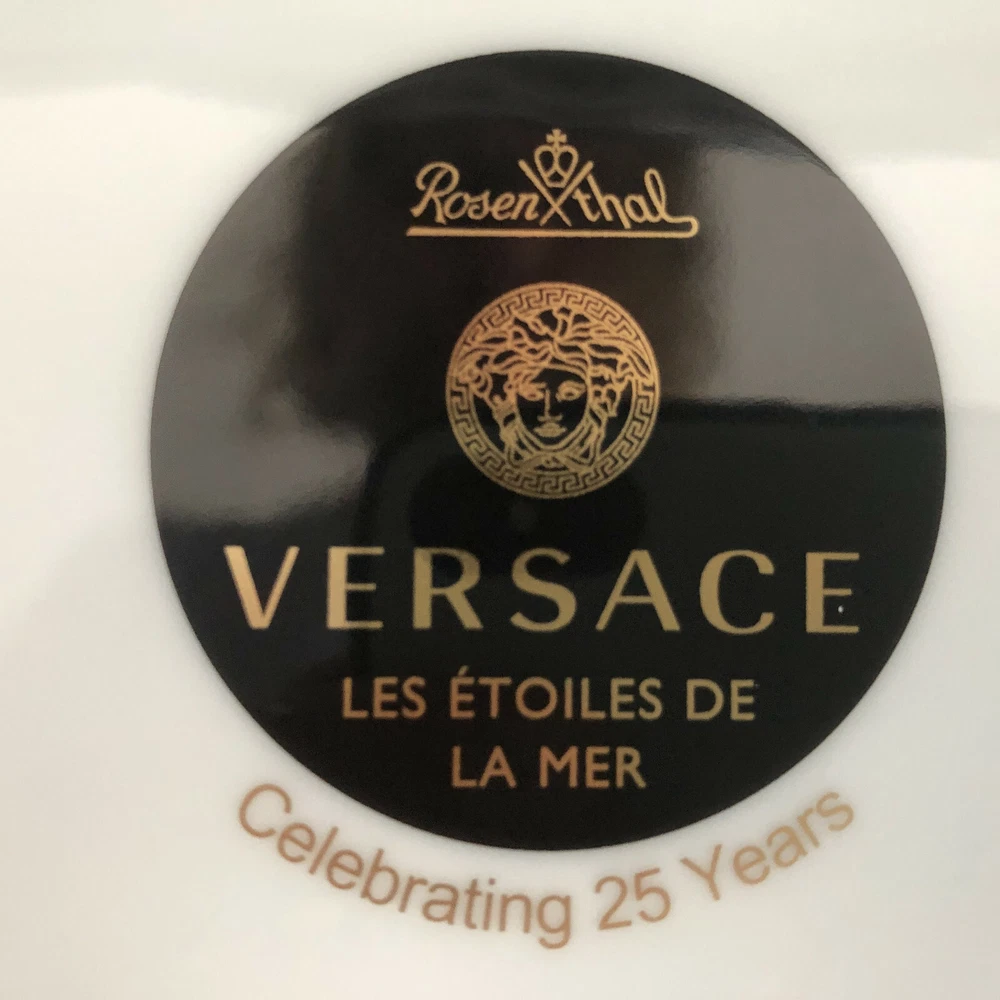 Rosenthal
VERSACE
LES ÉTOILES DE
LA MER
Celebrating 25 Years